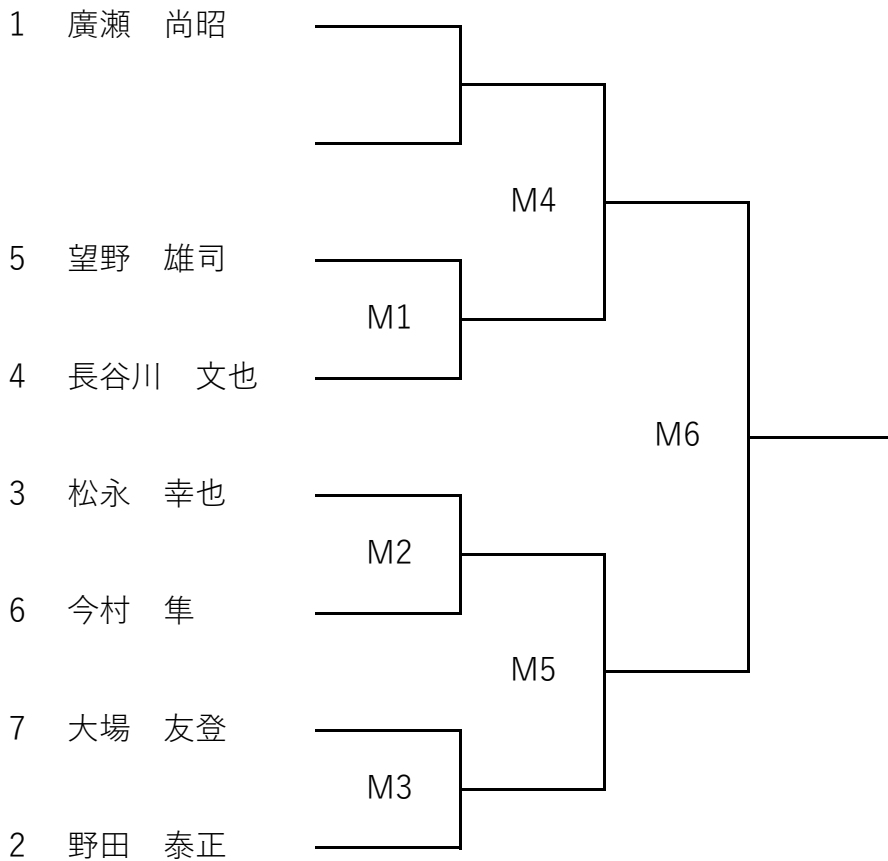 1 廣瀬　尚昭
M4
5 望野　雄司
M1
4 長谷川　文也
M6
3 松永　幸也
M2
6 今村　隼
M5
7 大場　友登
M3
2 野田　泰正